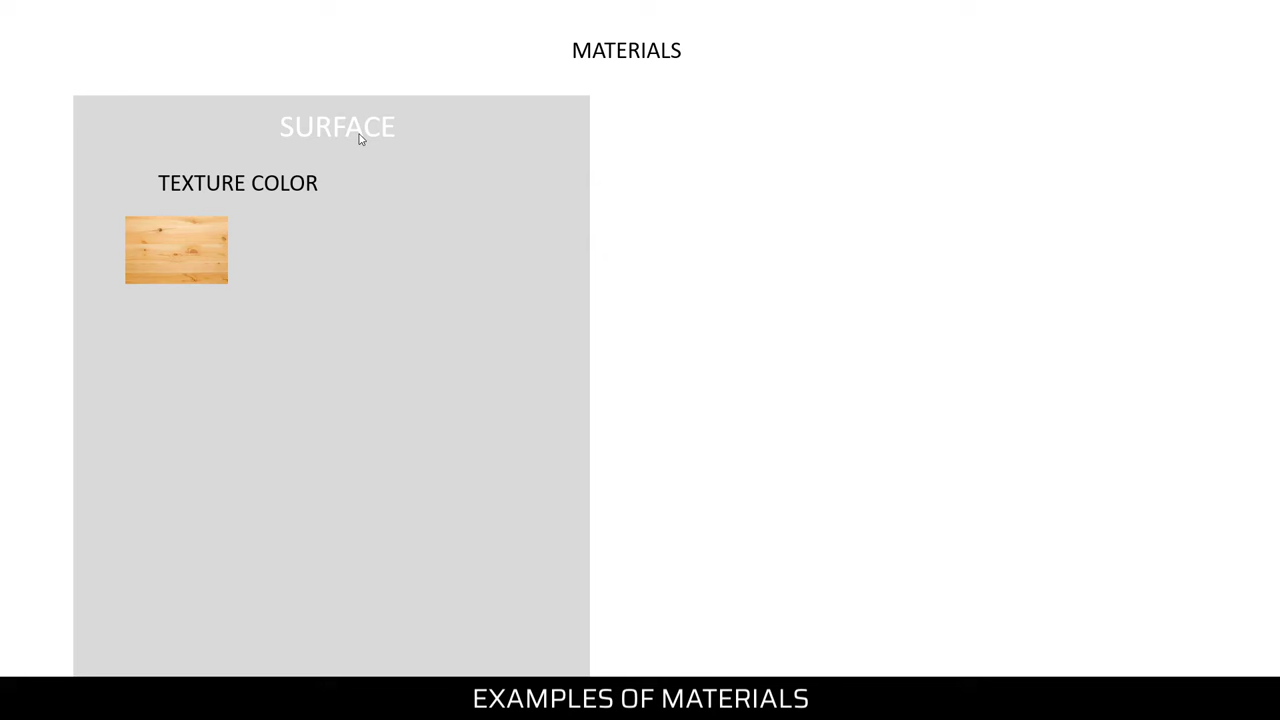 MATERIALS
SURFACE
TEXTURE COLOR
EXAMPLES OF MATERIALS